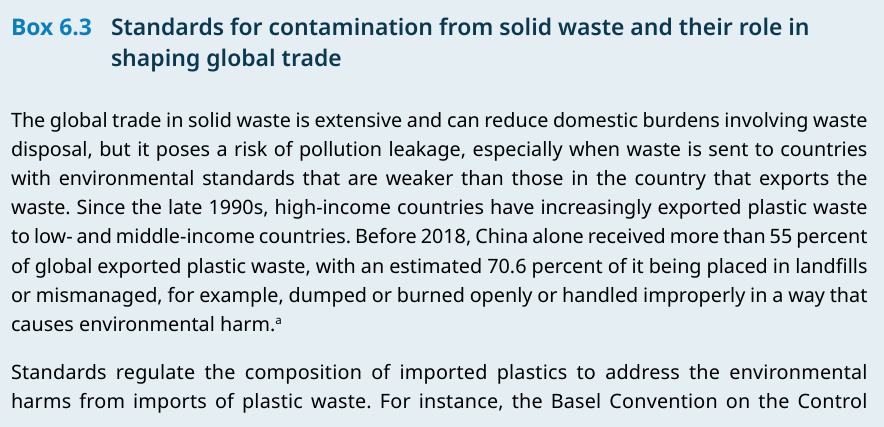 Box 6.3 Standards for contamination from solid waste and their role in
shaping global trade
The global trade in solid waste is extensive and can reduce domestic burdens involving waste
disposal, but it poses a risk of pollution leakage, especially when waste is sent to countries
with environmental standards that are weaker than those in the country that exports the
waste. Since the late 1990s, high-income countries have increasingly exported plastic waste
to low- and middle-income countries. Before 2018, China alone received more than 55 percent
of global exported plastic waste, with an estimated 70.6 percent of it being placed in landfills
or mismanaged, for example, dumped or burned openly or handled improperly in a way that
causes environmental harm.ᵃ
Standards regulate the composition of imported plastics to address the environmental
harms from imports of plastic waste. For instance, the Basel Convention on the Control